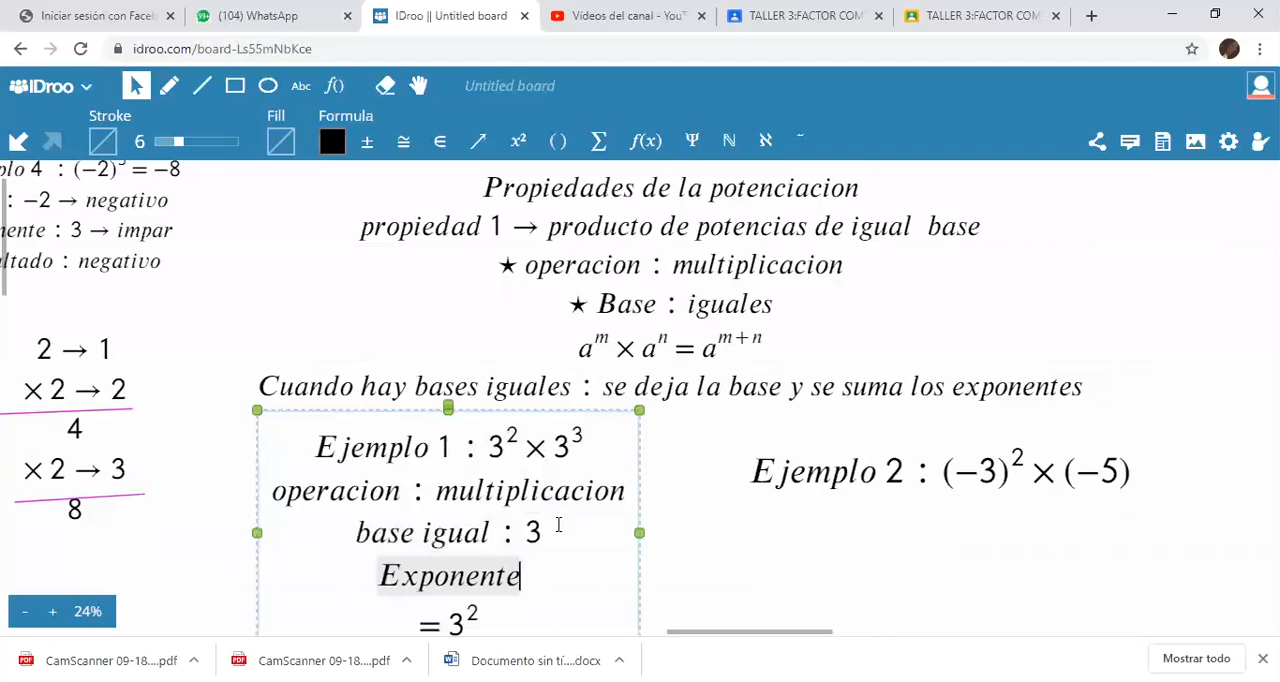 Iniciar sesión con Faceb
(104) WhatsApp
IDroo || Untitled board
Vídeos del canal - YouT
TALLER 3:FACTOR COM
TALLER 3:FACTOR COM
idroo.com/board-Ls55mNbKce
IDroo
Abc
f()
Untitled board
Stroke
Fill
Formula
6
± ≅ ∈ ↗ x² ( ) ∑ f(x) Ψ ℕ ℵ ~
plo 4 : (−2)³ = −8
: −2 → negativo
nente : 3 → impar
ultado : negativo
2 → 1
× 2 → 2
4
× 2 → 3
8
Propiedades de la potenciacion
propiedad 1 → producto de potencias de igual base
★ operacion : multiplicacion
★ Base : iguales
aᵐ × aⁿ = aᵐ⁺ⁿ
Cuando hay bases iguales : se deja la base y se suma los exponentes
Ejemplo 1 : 3² × 3³
operacion : multiplicacion
base igual : 3
Exponente
= 3²
Ejemplo 2 : (−3)² × (−5)
- + 24%
CamScanner 09-18....pdf
CamScanner 09-18....pdf
Documento sin tí....docx
Mostrar todo